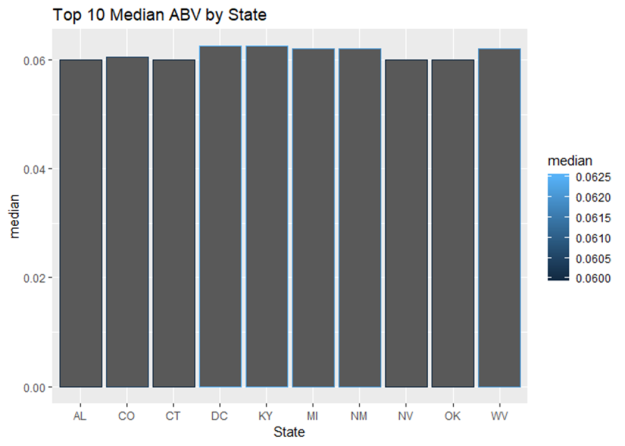 Top 10 Median ABV by State
0.06
0.04
0.02
0.00
median
AL CO CT DC KY MI NM NV OK WV
State
median
0.0625
0.0620
0.0615
0.0610
0.0605
0.0600